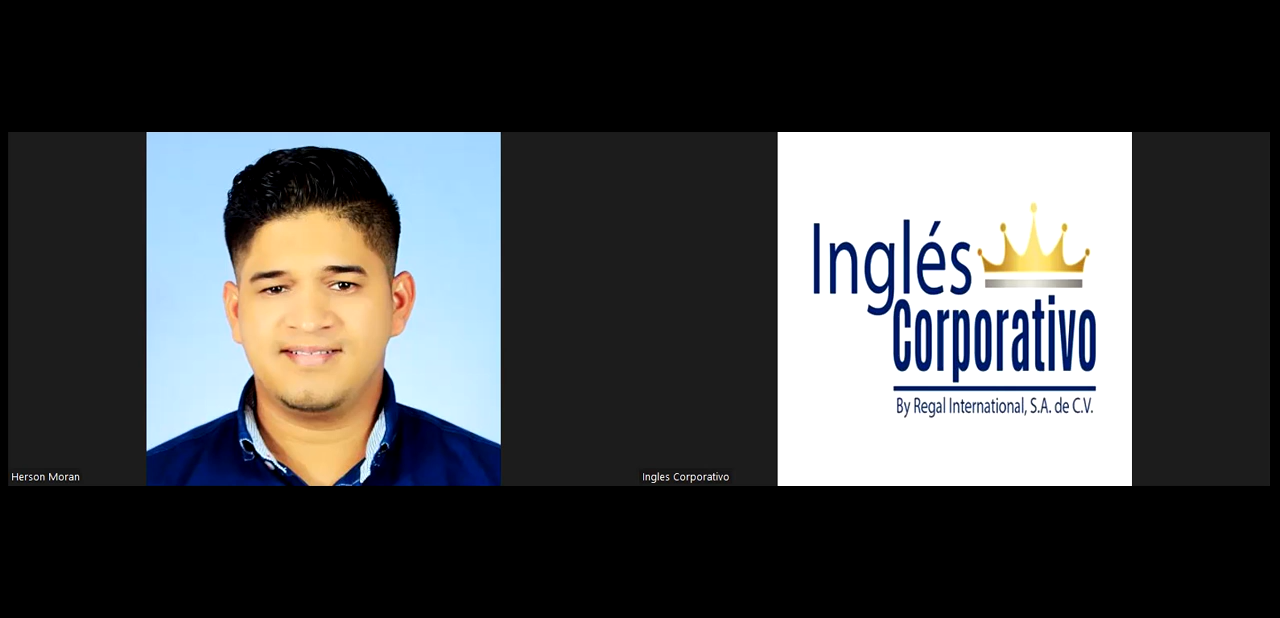 Inglés
Corporativo
By Regal International, S.A. de C.V.
Herson Moran
Ingles Corporativo